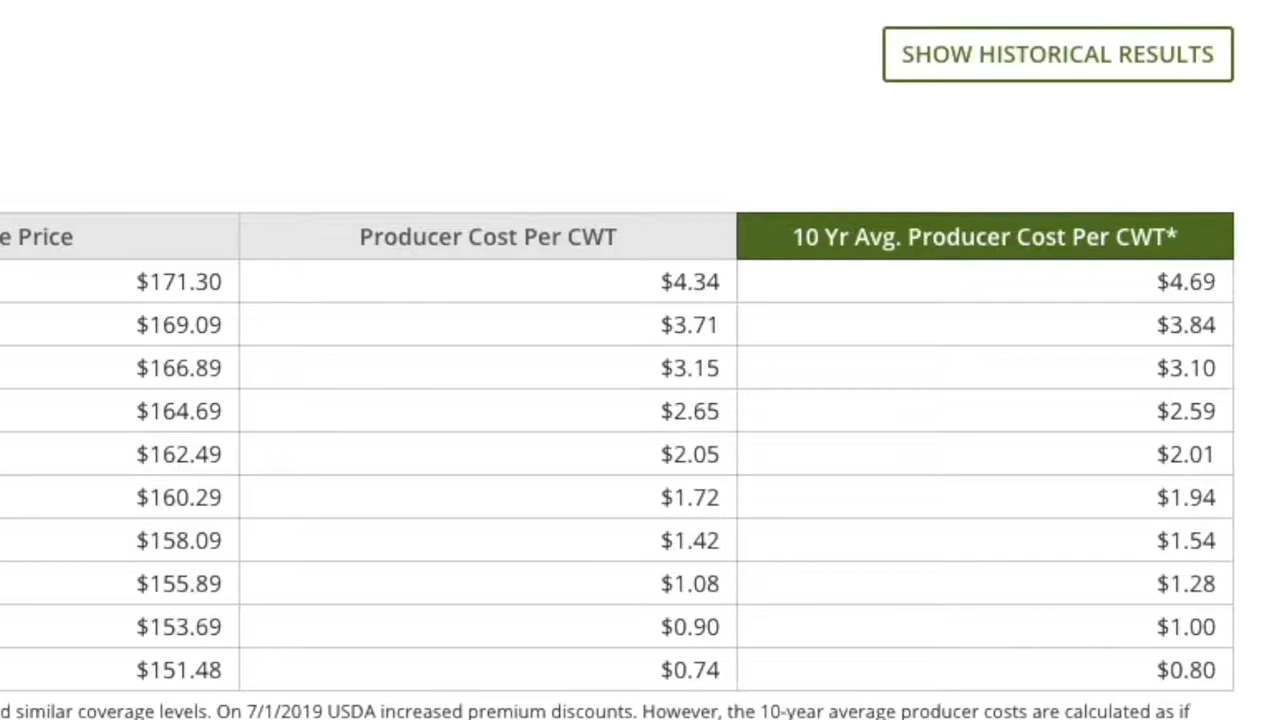 SHOW HISTORICAL RESULTS
e Price Producer Cost Per CWT 10 Yr Avg. Producer Cost Per CWT*
$171.30 $4.34 $4.69
$169.09 $3.71 $3.84
$166.89 $3.15 $3.10
$164.69 $2.65 $2.59
$162.49 $2.05 $2.01
$160.29 $1.72 $1.94
$158.09 $1.42 $1.54
$155.89 $1.08 $1.28
$153.69 $0.90 $1.00
$151.48 $0.74 $0.80
d similar coverage levels. On 7/1/2019 USDA increased premium discounts. However, the 10-year average producer costs are calculated as if